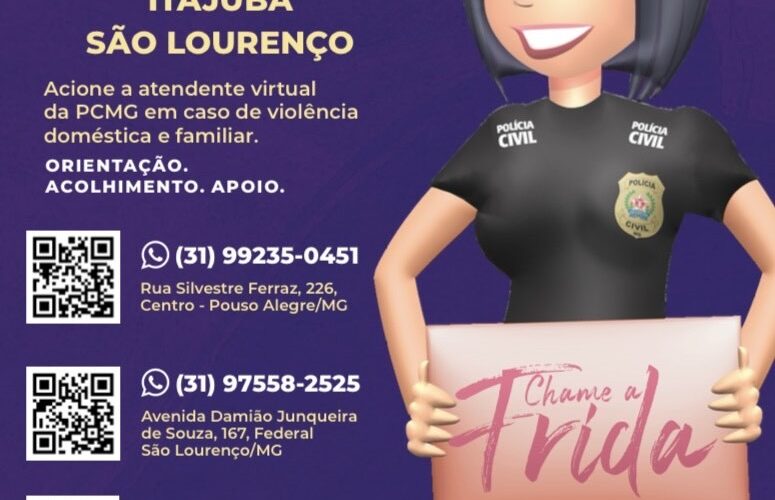 ITAJUBÁ
SÃO LOURENÇO
Acione a atendente virtual
da PCMG em caso de violência
doméstica e familiar.
ORIENTAÇÃO.
ACOLHIMENTO. APOIO.
(31) 99235-0451
Rua Silvestre Ferraz, 226,
Centro - Pouso Alegre/MG
(31) 97558-2525
Avenida Damião Junqueira
de Souza, 167, Federal
São Lourenço/MG
POLÍCIA
CIVIL
POLÍCIA
CIVIL
POLÍCIA
CIVIL
Chame a
Frida